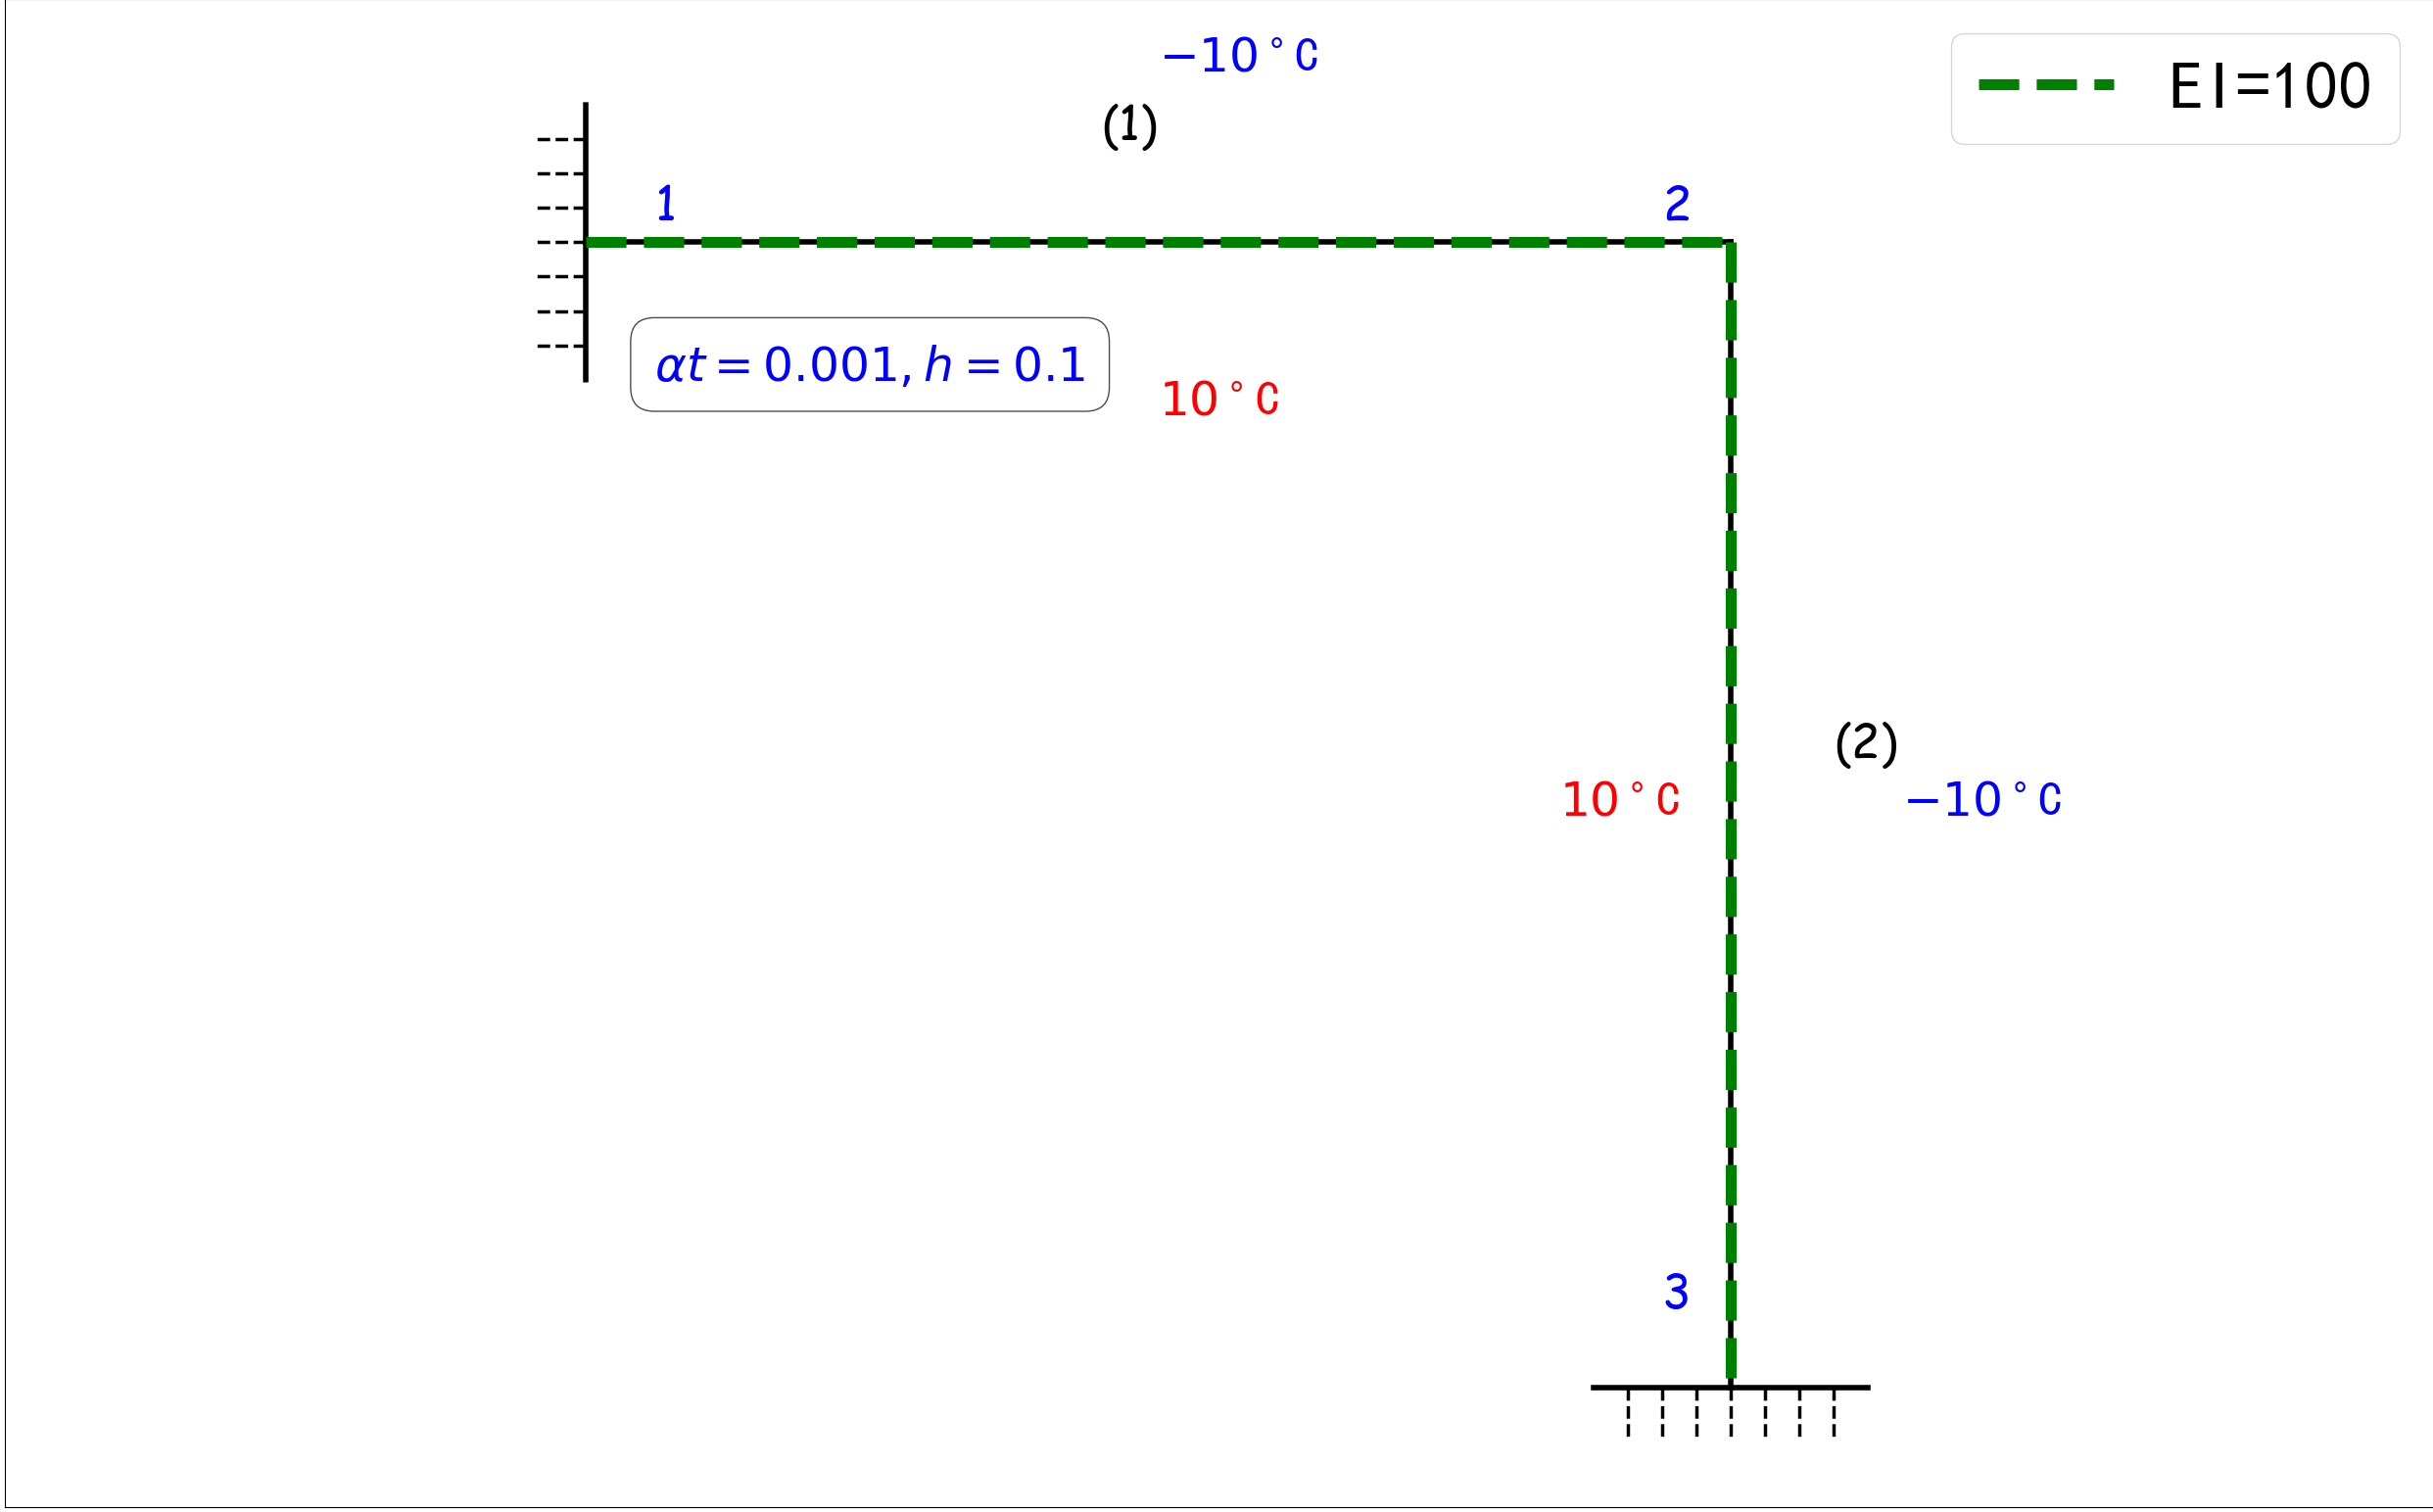 −10°C
EI=100
(1)
1
2
αt = 0.001, h = 0.1
10°C
(2)
10°C
−10°C
3